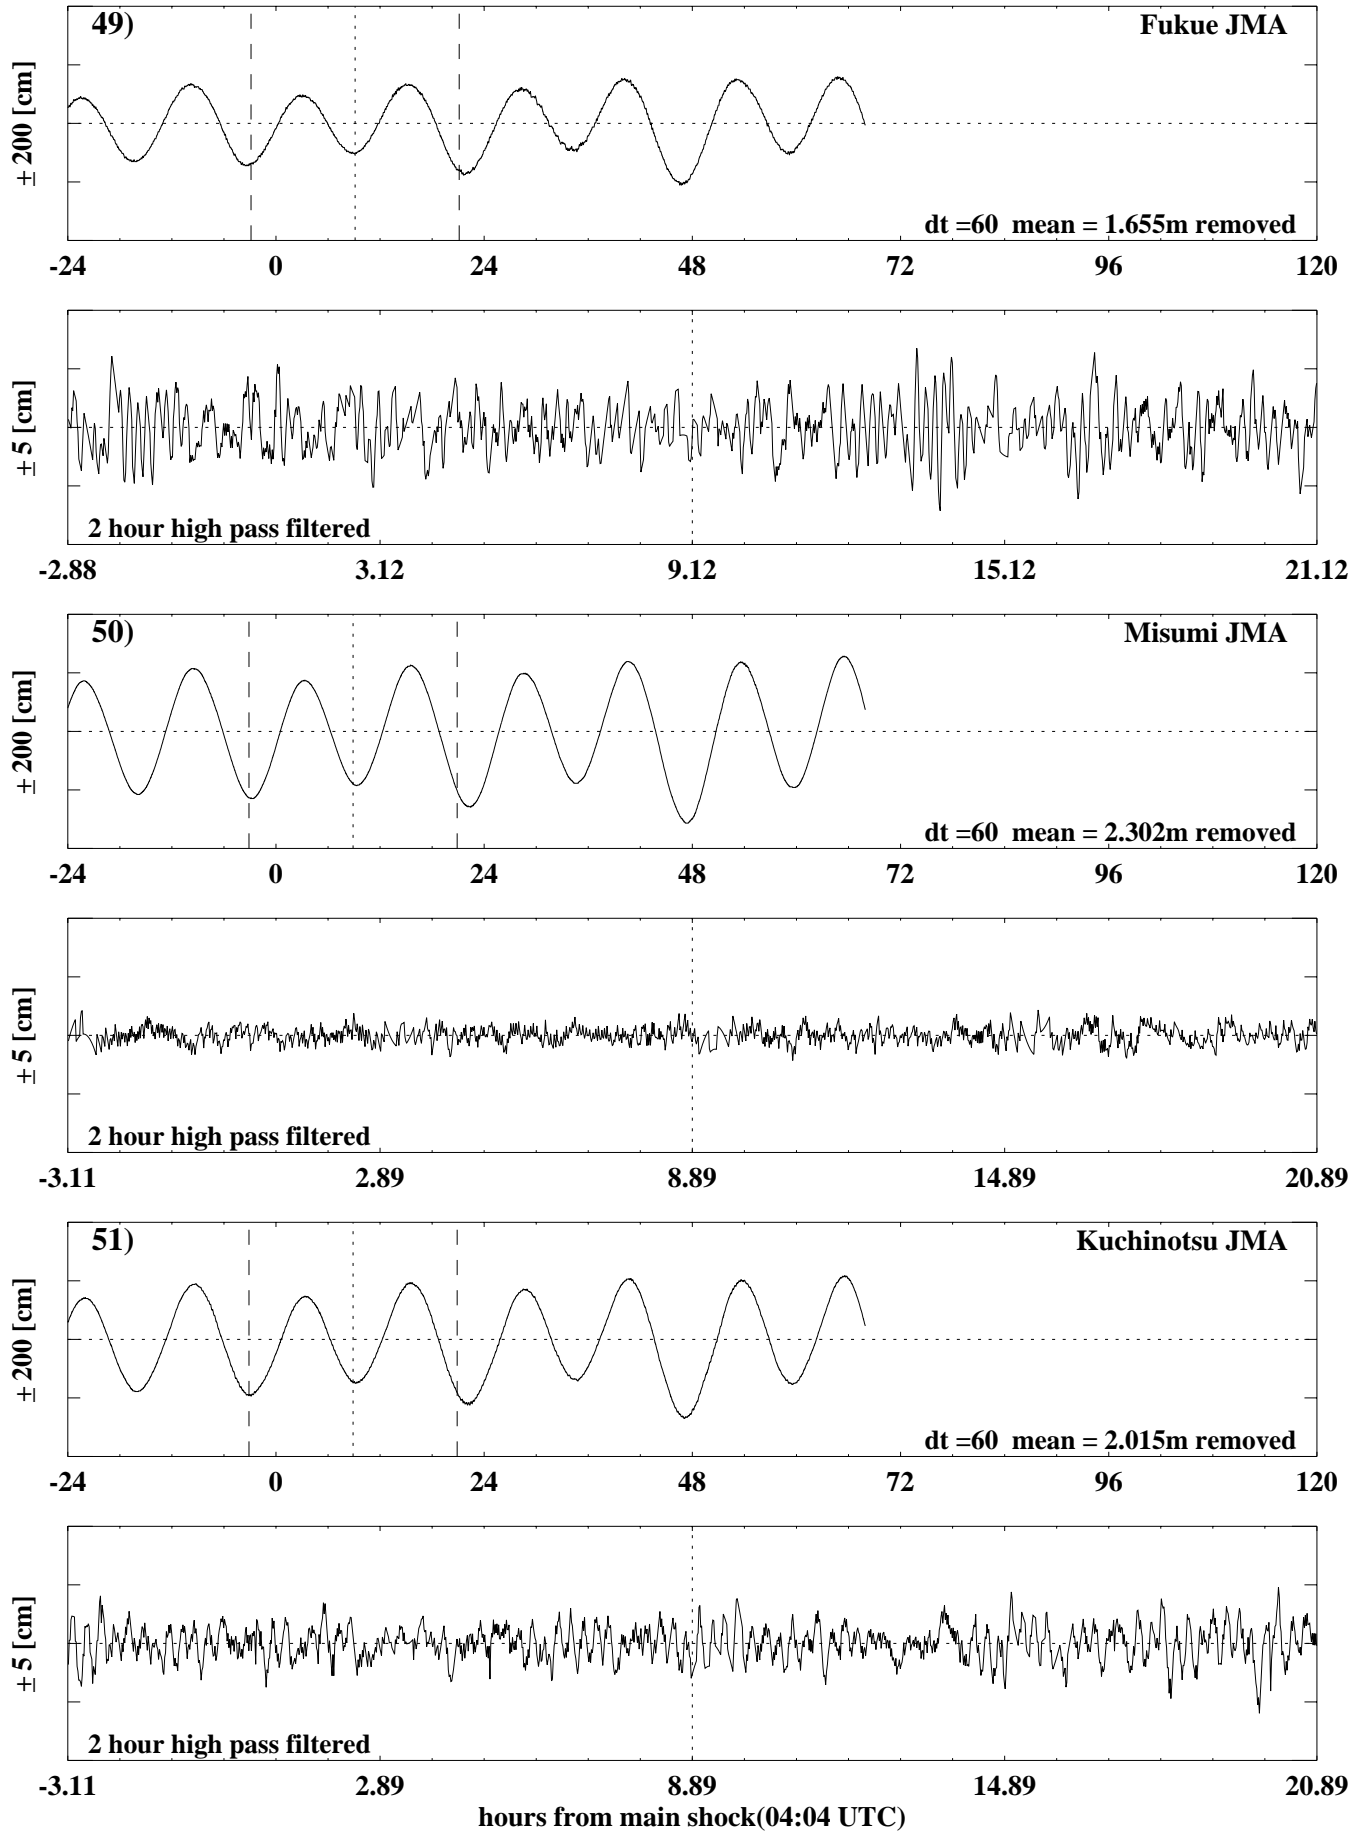 49)
Fukue JMA
± 200 [cm]
dt =60 mean = 1.655m removed
-24 0 24 48 72 96 120
± 5 [cm]
2 hour high pass filtered
-2.88 3.12 9.12 15.12 21.12
50)
Misumi JMA
± 200 [cm]
dt =60 mean = 2.302m removed
-24 0 24 48 72 96 120
± 5 [cm]
2 hour high pass filtered
-3.11 2.89 8.89 14.89 20.89
51)
Kuchinotsu JMA
± 200 [cm]
dt =60 mean = 2.015m removed
-24 0 24 48 72 96 120
± 5 [cm]
2 hour high pass filtered
-3.11 2.89 8.89 14.89 20.89
hours from main shock(04:04 UTC)